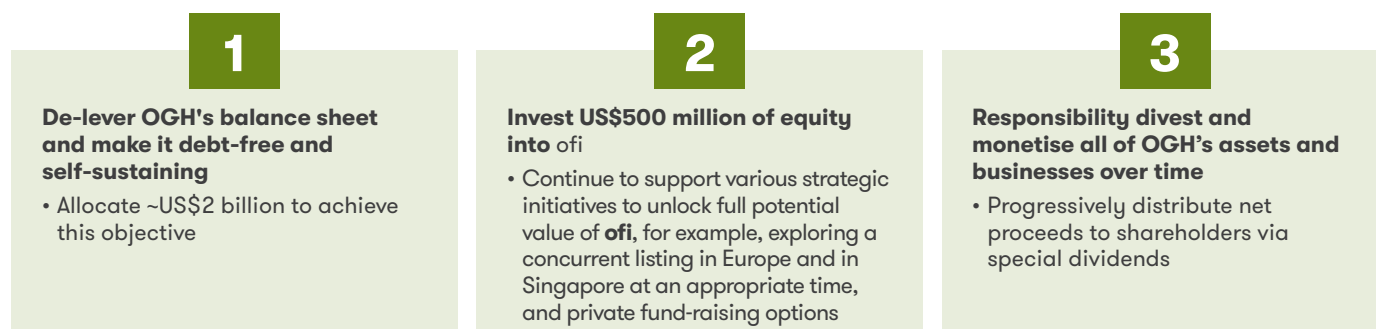 1
De-lever OGH's balance sheet
and make it debt-free and
self-sustaining
• Allocate ~US$2 billion to achieve
this objective
2
Invest US$500 million of equity
into ofi
• Continue to support various strategic
initiatives to unlock full potential
value of ofi, for example, exploring a
concurrent listing in Europe and in
Singapore at an appropriate time,
and private fund-raising options
3
Responsibility divest and
monetise all of OGH’s assets and
businesses over time
• Progressively distribute net
proceeds to shareholders via
special dividends